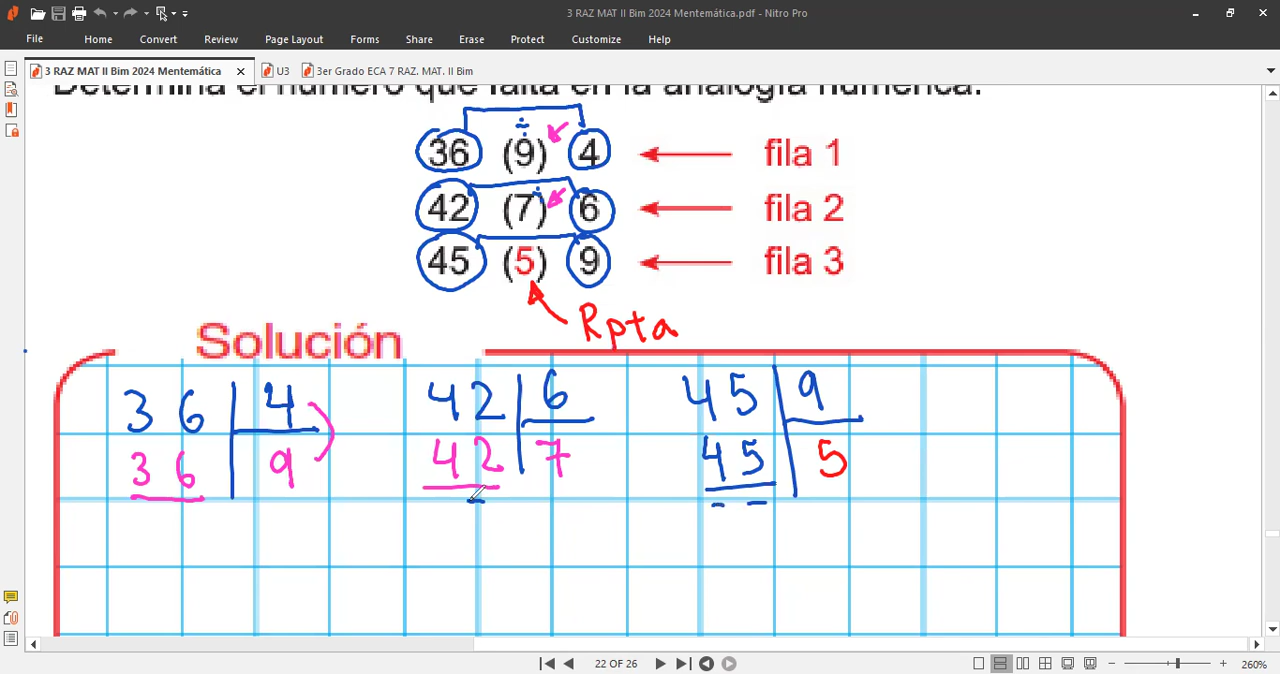 3 RAZ MAT II Bim 2024 Mentemática.pdf - Nitro Pro
File Home Convert Review Page Layout Forms Share Erase Protect Customize Help
3 RAZ MAT II Bim 2024 Mentemática × U3 3er Grado ECA 7 RAZ. MAT. II Bim
Determina el número que falta en la analogía numérica.
÷
36 (9) 4 fila 1
42 (7) 6 fila 2
45 (5) 9 fila 3
Rpta
Solución
36 4 42 6 45 9
36 9 42 7 45 5
22 OF 26 260%